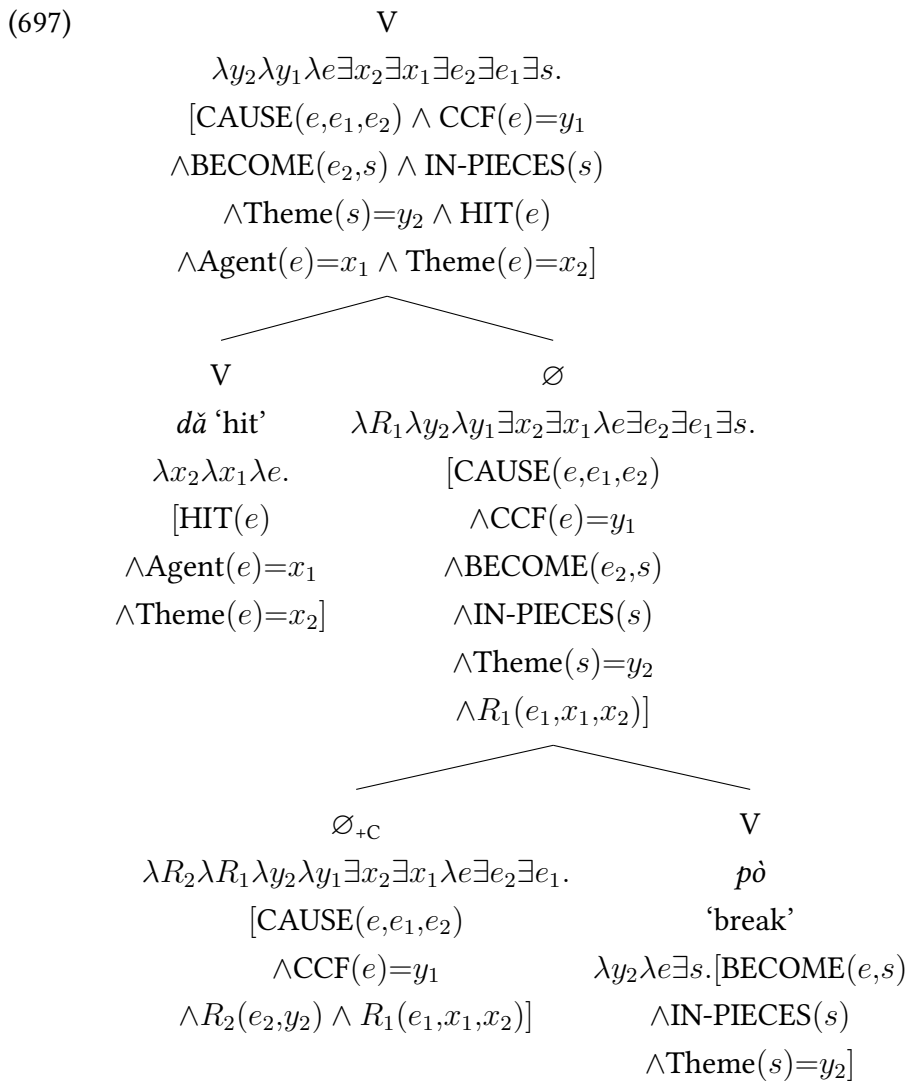 (697)
V
λy₂λy₁λe∃x₂∃x₁∃e₂∃e₁∃s.
[CAUSE(e,e₁,e₂) ∧ CCF(e)=y₁
∧BECOME(e₂,s) ∧ IN-PIECES(s)
∧Theme(s)=y₂ ∧ HIT(e)
∧Agent(e)=x₁ ∧ Theme(e)=x₂]
V
dǎ ‘hit’
λx₂λx₁λe.
[HIT(e)
∧Agent(e)=x₁
∧Theme(e)=x₂]
∅
λR₁λy₂λy₁∃x₂∃x₁λe∃e₂∃e₁∃s.
[CAUSE(e,e₁,e₂)
∧CCF(e)=y₁
∧BECOME(e₂,s)
∧IN-PIECES(s)
∧Theme(s)=y₂
∧R₁(e₁,x₁,x₂)]
∅+C
λR₂λR₁λy₂λy₁∃x₂∃x₁λe∃e₂∃e₁.
[CAUSE(e,e₁,e₂)
∧CCF(e)=y₁
∧R₂(e₂,y₂) ∧ R₁(e₁,x₁,x₂)]
V
pò
‘break’
λy₂λe∃s.[BECOME(e,s)
∧IN-PIECES(s)
∧Theme(s)=y₂]